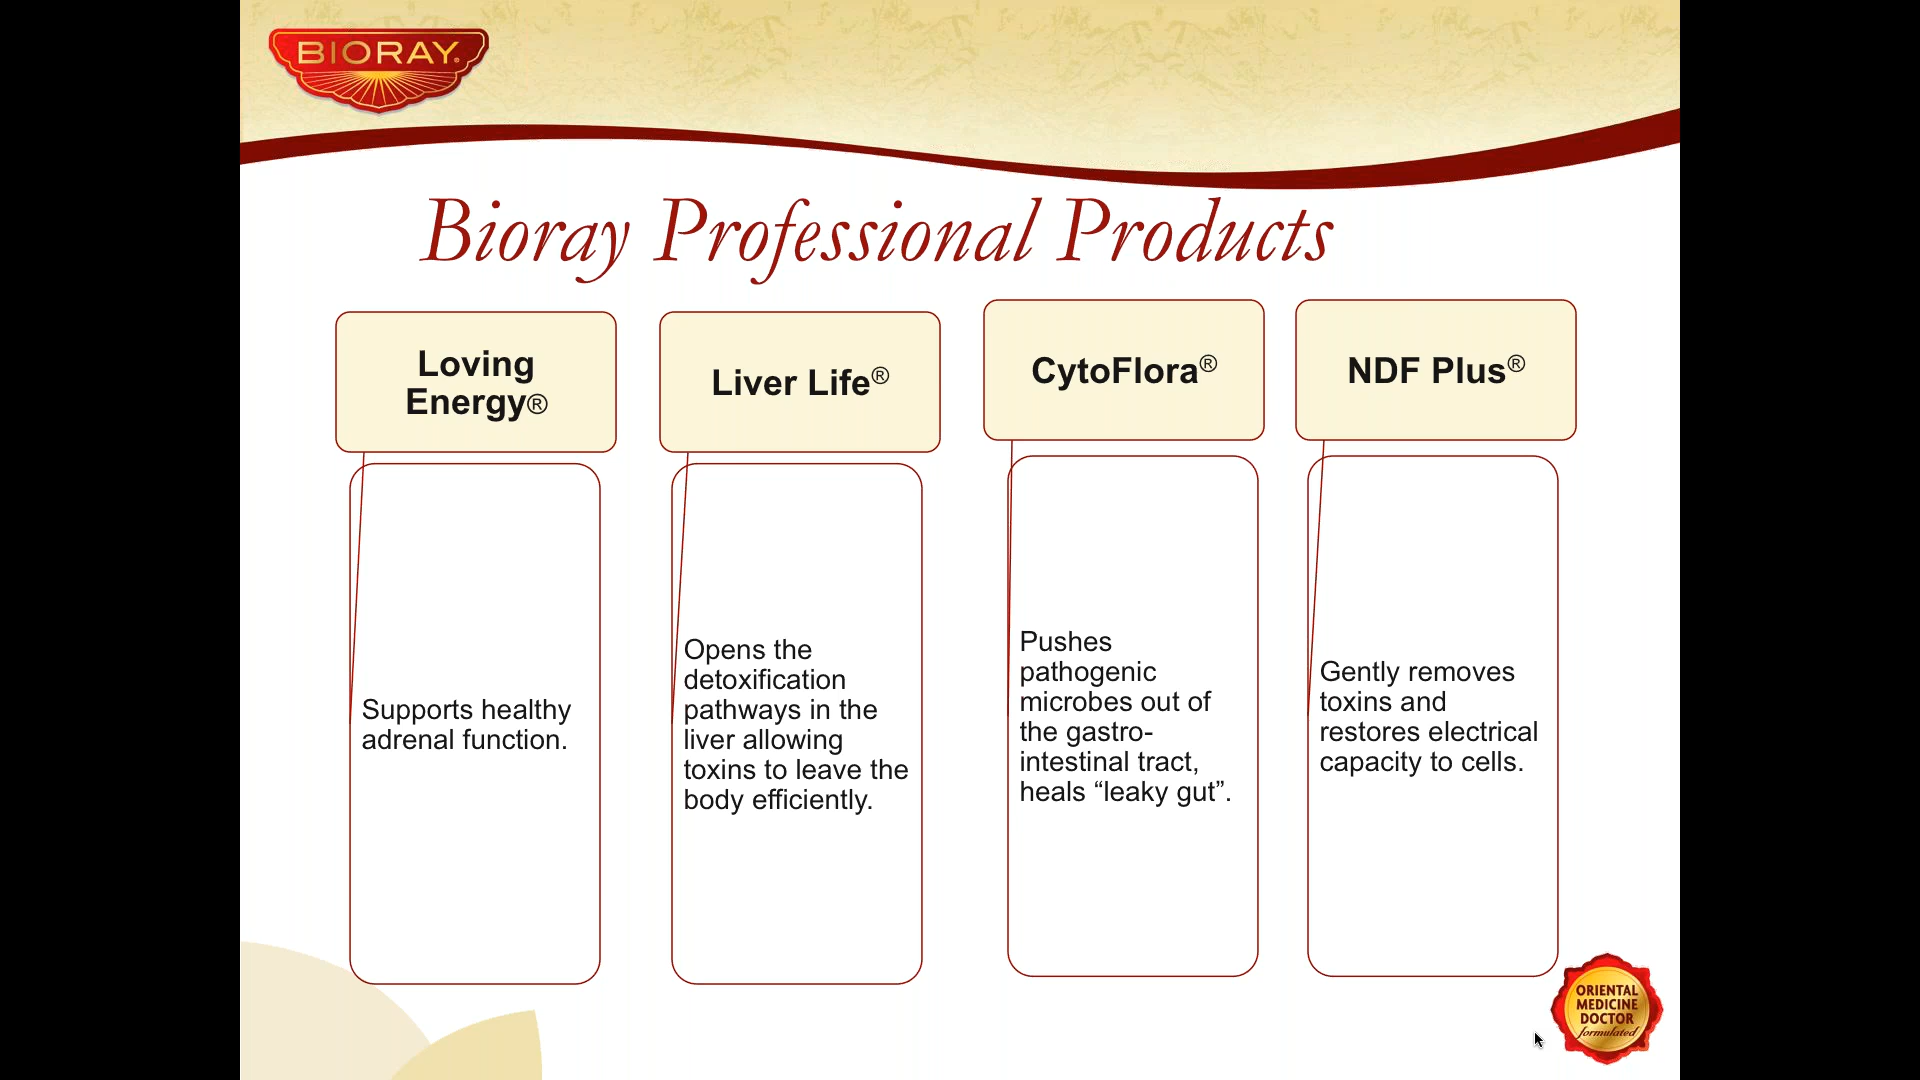 BIORAY®
Bioray Professional Products
Loving
Energy®
Supports healthy
adrenal function.
Liver Life®
Opens the
detoxification
pathways in the
liver allowing
toxins to leave the
body efficiently.
CytoFlora®
Pushes
pathogenic
microbes out of
the gastro-
intestinal tract,
heals “leaky gut”.
NDF Plus®
Gently removes
toxins and
restores electrical
capacity to cells.
ORIENTAL
MEDICINE
DOCTOR
formulated